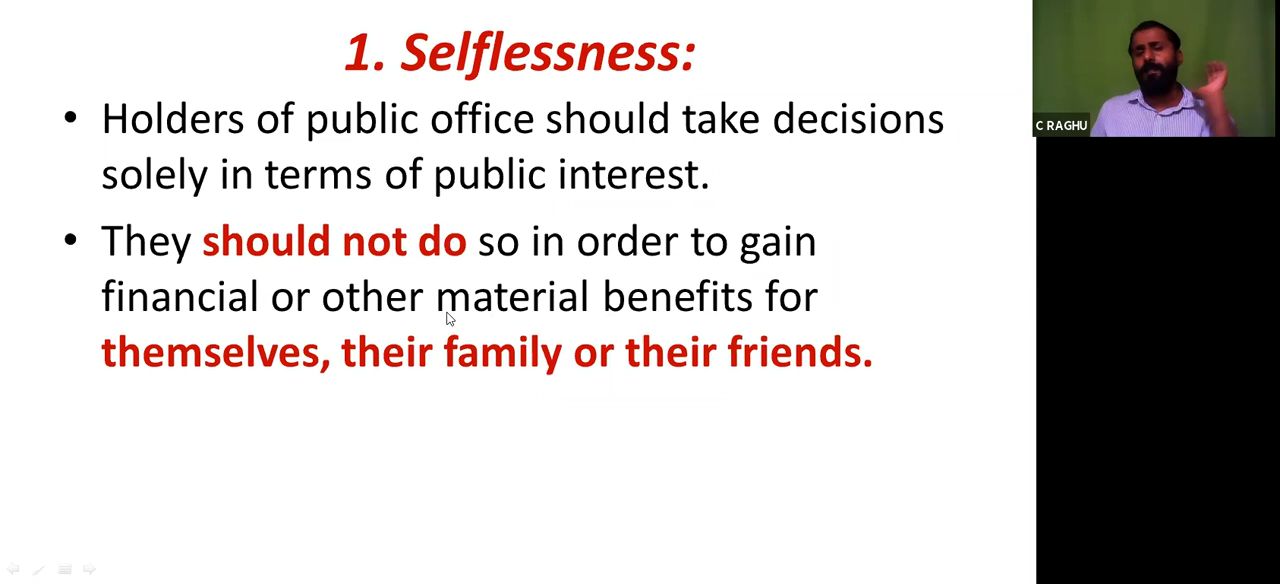 1. Selflessness:
• Holders of public office should take decisions
solely in terms of public interest.
• They should not do so in order to gain
financial or other material benefits for
themselves, their family or their friends.
C RAGHU